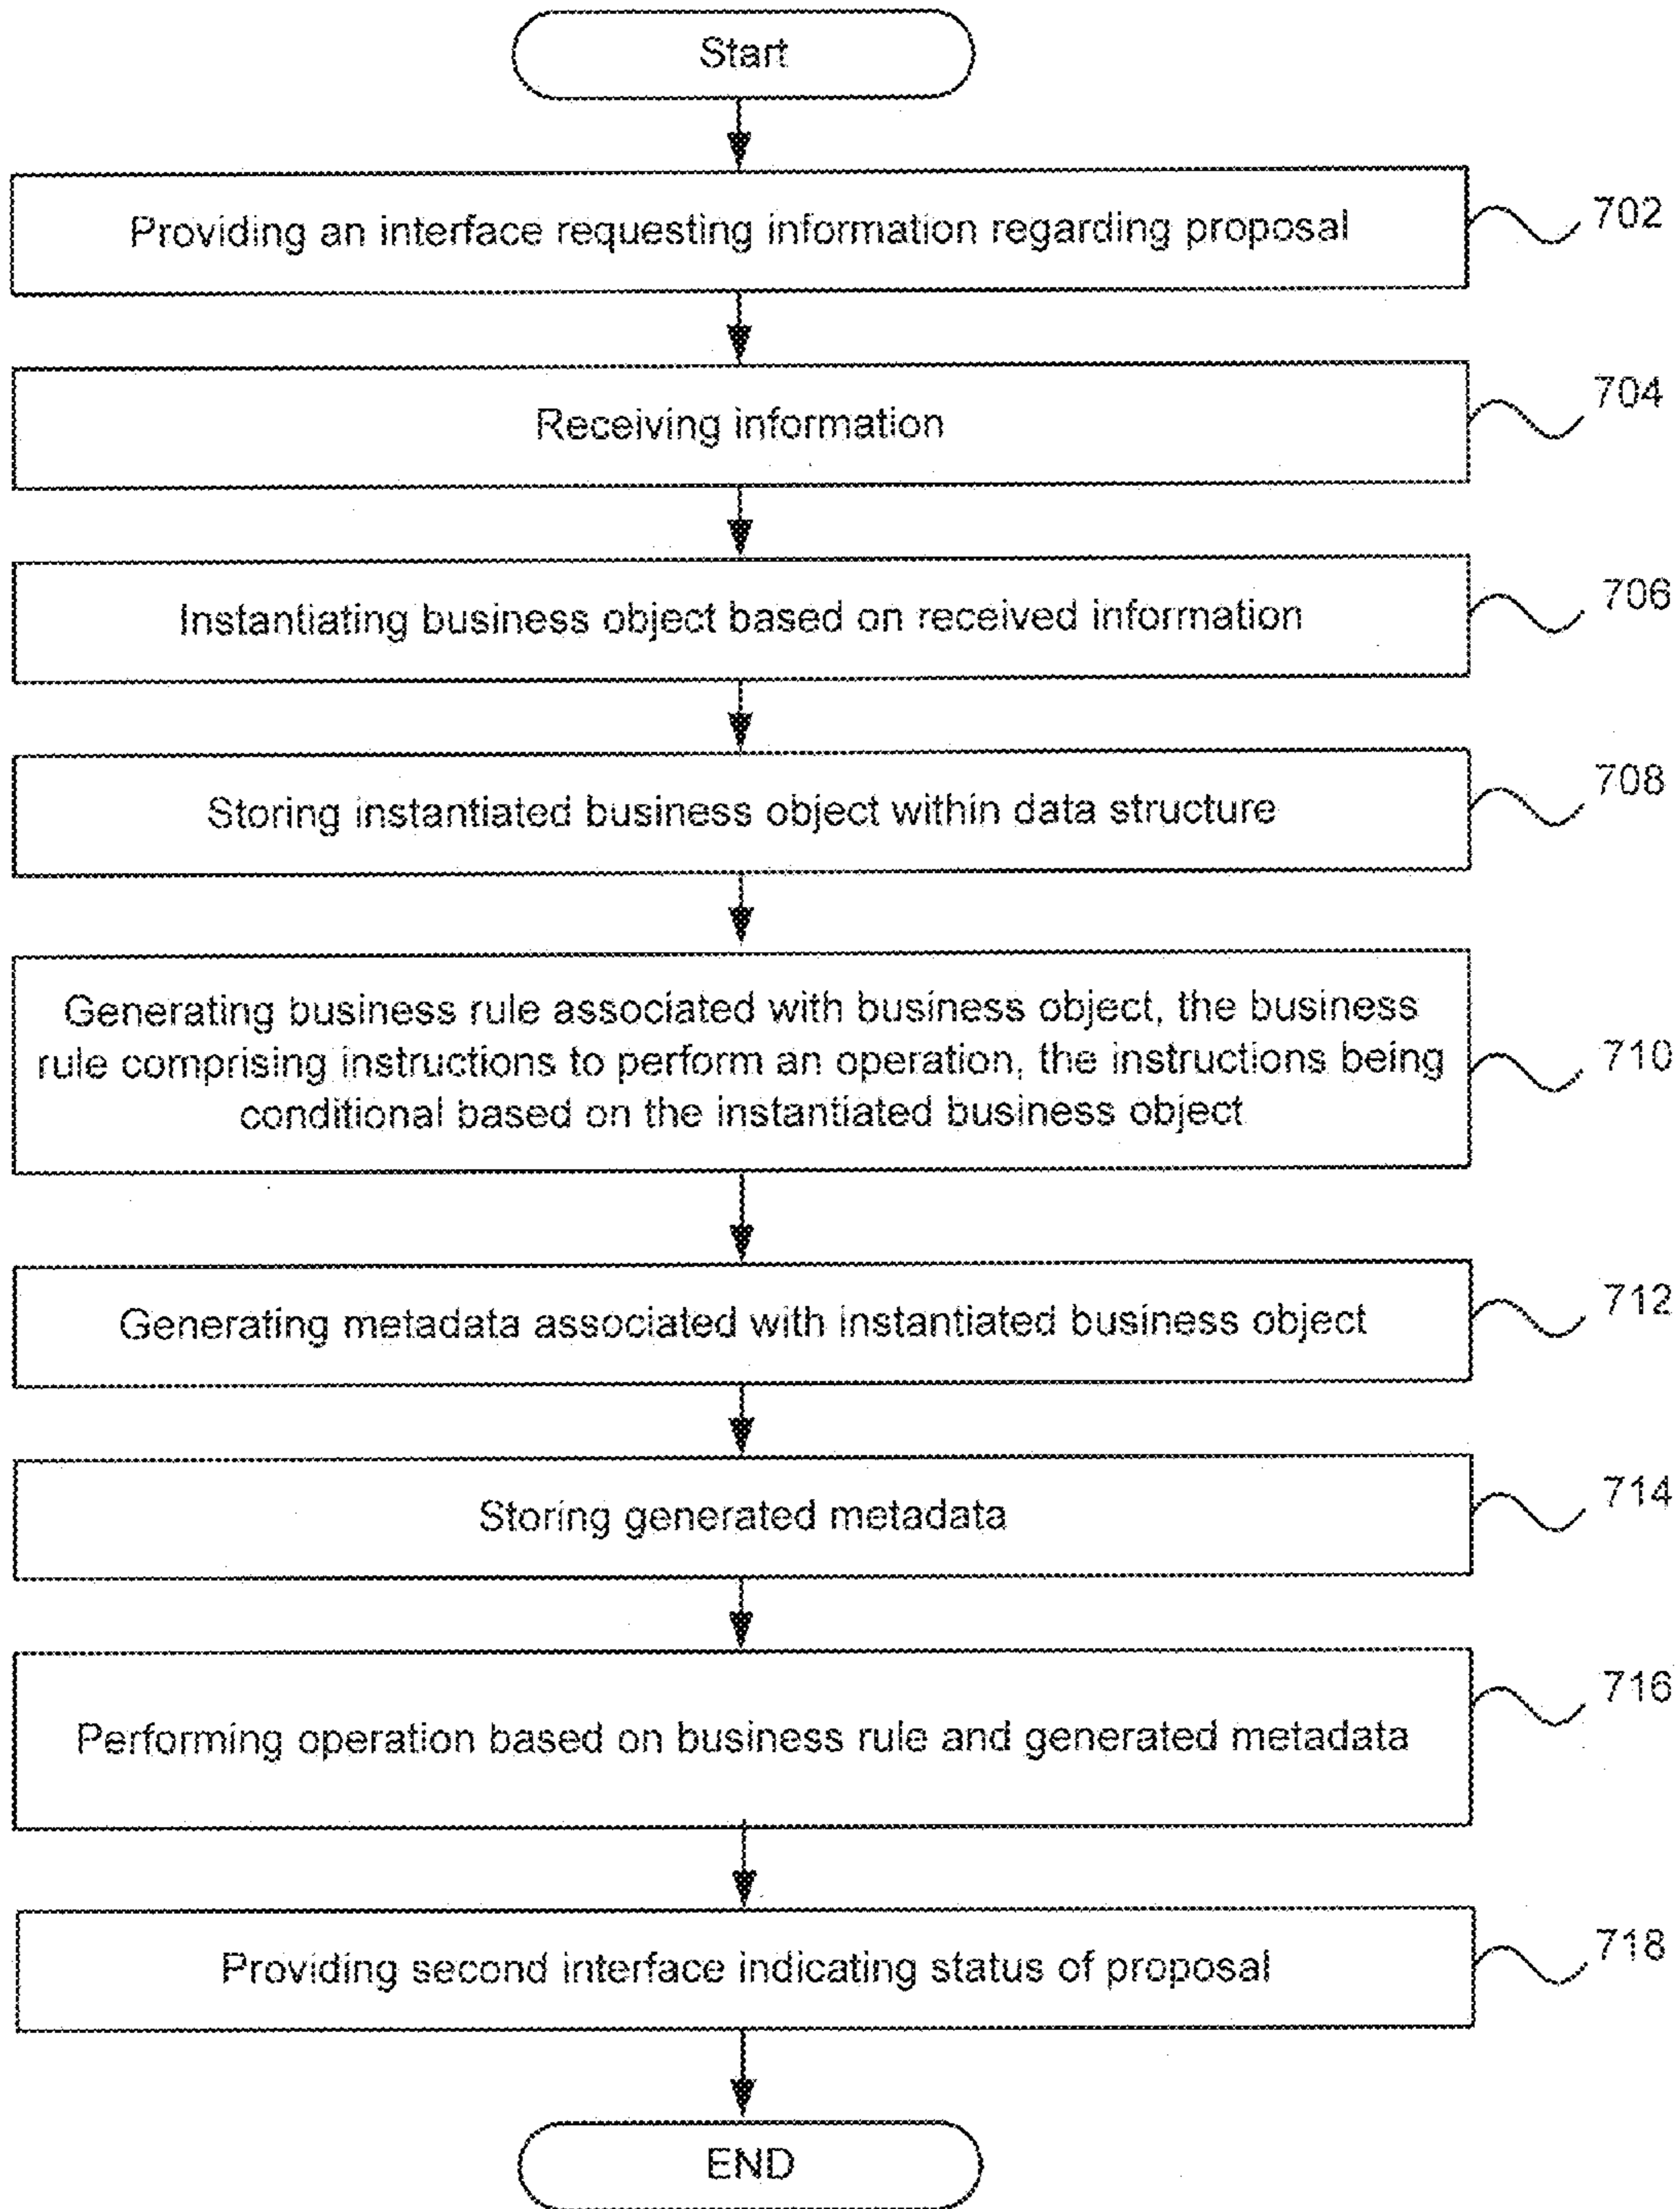 Start
Providing an interface requesting information regarding proposal
702
Receiving information
704
Instantiating business object based on received information
706
Storing instantiated business object within data structure
708
Generating business rule associated with business object, the business
rule comprising instructions to perform an operation, the instructions being
conditional based on the instantiated business object
710
Generating metadata associated with instantiated business object
712
Storing generated metadata
714
Performing operation based on business rule and generated metadata
716
Providing second interface indicating status of proposal
718
END